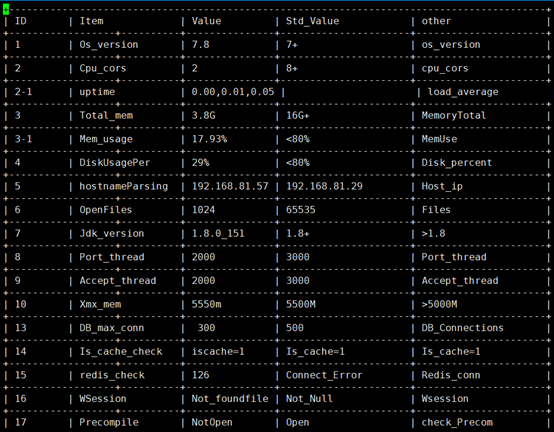 ID | Item | Value | Std_Value | other
1 | Os_version | 7.8 | 7+ | os_version
2 | Cpu_cors | 2 | 8+ | cpu_cors
2-1 | uptime | 0.00,0.01,0.05 | | load_average
3 | Total_mem | 3.8G | 16G+ | MemoryTotal
3-1 | Mem_usage | 17.93% | <80% | MemUse
4 | DiskUsagePer | 29% | <80% | Disk_percent
5 | hostnameParsing | 192.168.81.57 | 192.168.81.29 | Host_ip
6 | OpenFiles | 1024 | 65535 | Files
7 | Jdk_version | 1.8.0_151 | 1.8+ | >1.8
8 | Port_thread | 2000 | 3000 | Port_thread
9 | Accept_thread | 2000 | 3000 | Accept_thread
10 | Xmx_mem | 5550m | 5500M | >5000M
13 | DB_max_conn | 300 | 500 | DB_Connections
14 | Is_cache_check | iscache=1 | Is_cache=1 | Is_cache=1
15 | redis_check | 126 | Connect_Error | Redis_conn
16 | WSession | Not_foundfile | Not_Null | Wsession
17 | Precompile | NotOpen | Open | check_Precom